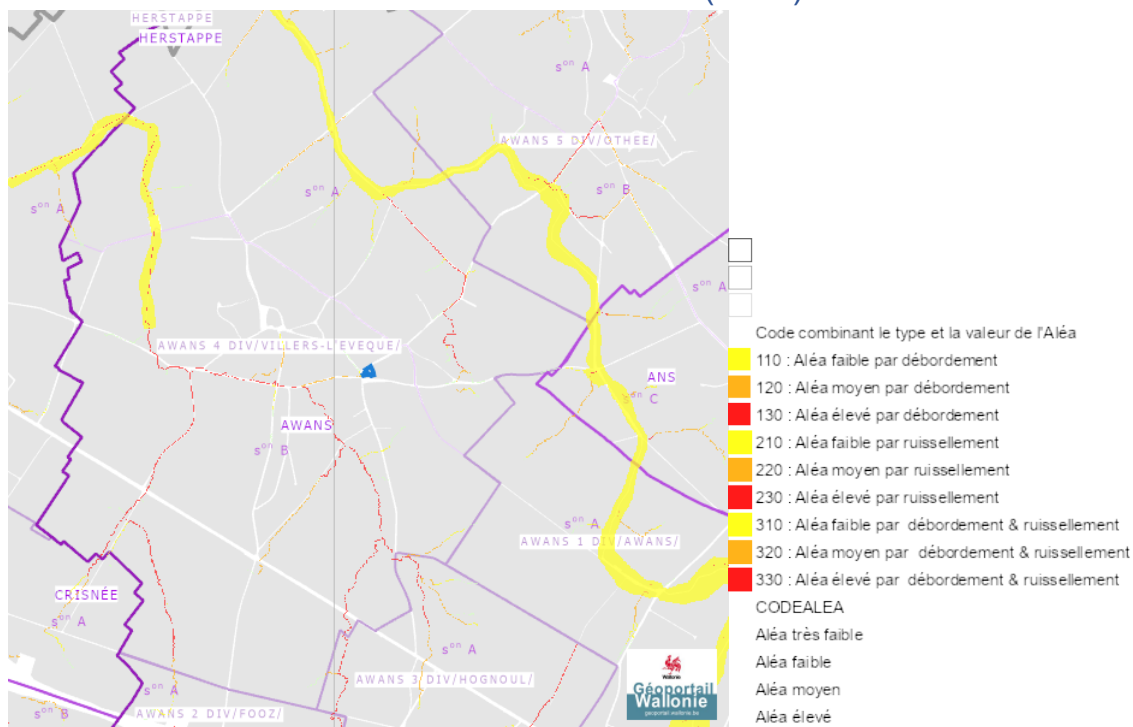 HERSTAPPE
HERSTAPPE
sᵒⁿ A
AWANS 5 DIV/OTHEE/
sᵒⁿ B
sᵒⁿ A
sᵒⁿ A
sᵒⁿ A
AWANS 4 DIV/VILLERS-L'EVEQUE/
ANS
sᵒⁿ C
AWANS
sᵒⁿ B
sᵒⁿ A
AWANS 1 DIV/AWANS/
CRISNÉE
sᵒⁿ A
sᵒⁿ A
AWANS 3 DIV/HOGNOUL/
sᵒⁿ A
sᵒⁿ B
AWANS 2 DIV/FOOZ/
Wallonie
Géoportail
Wallonie
geoportail.wallonie.be
Code combinant le type et la valeur de l'Aléa
110 : Aléa faible par débordement
120 : Aléa moyen par débordement
130 : Aléa élevé par débordement
210 : Aléa faible par ruissellement
220 : Aléa moyen par ruissellement
230 : Aléa élevé par ruissellement
310 : Aléa faible par débordement & ruissellement
320 : Aléa moyen par débordement & ruissellement
330 : Aléa élevé par débordement & ruissellement
CODEALEA
Aléa très faible
Aléa faible
Aléa moyen
Aléa élevé